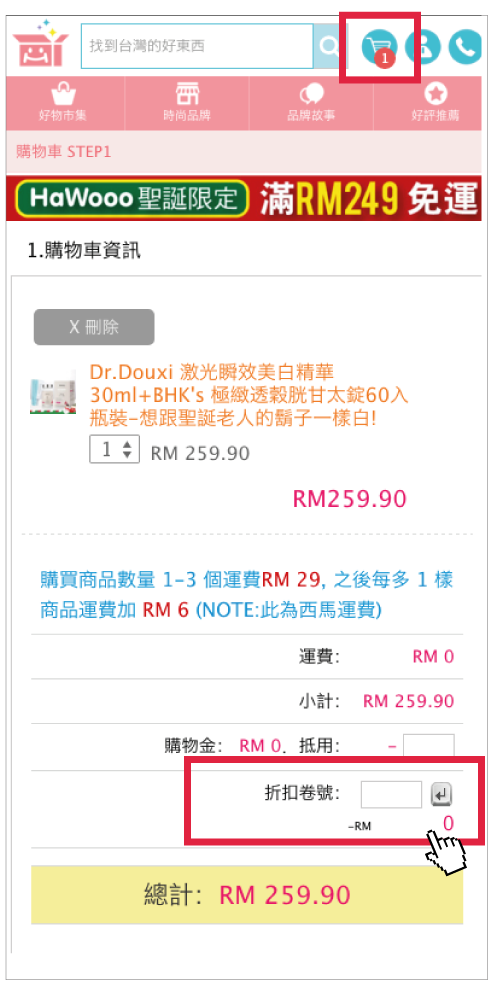 找到台灣的好東西
1
好物市集
時尚品牌
品牌故事
好評推薦
購物車 STEP1
HaWooo 聖誕限定 滿RM249 免運
1.購物車資訊
X 刪除
Dr.Douxi 激光瞬效美白精華
30ml+BHK's 極緻透穀胱甘太錠60入
瓶裝–想跟聖誕老人的鬍子一樣白!
1 RM 259.90
RM259.90
購買商品數量 1–3 個運費RM 29, 之後每多 1 樣
商品運費加 RM 6 (NOTE:此為西馬運費)
運費: RM 0
小計: RM 259.90
購物金: RM 0. 抵用: –
折扣卷號:
–RM 0
總計: RM 259.90